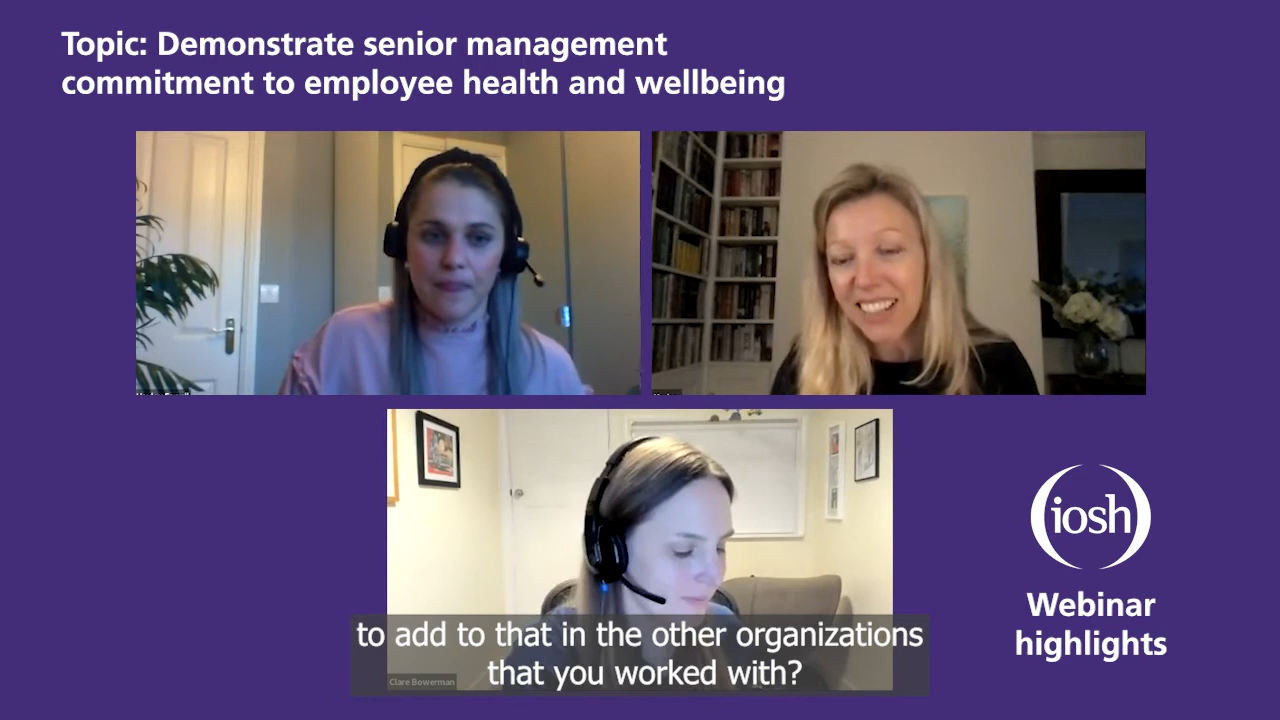 Topic: Demonstrate senior management
commitment to employee health and wellbeing
iosh
Webinar
highlights
to add to that in the other organizations
that you worked with?
Clare Bowerman